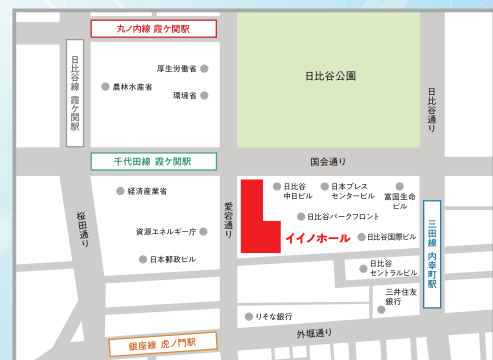 丸ノ内線 霞ケ関駅
日比谷線 霞ケ関駅
厚生労働省
農林水産省
環境省
日比谷公園
日比谷通り
千代田線 霞ケ関駅
国会通り
経済産業省
愛宕通り
日比谷
中日ビル
日本プレス
センタービル
富国生命
ビル
桜田通り
日比谷パークフロント
資源エネルギー庁
イイノホール
日比谷国際ビル
三田線 内幸町駅
日本郵政ビル
日比谷
セントラルビル
三井住友
銀行
りそな銀行
外堀通り
銀座線 虎ノ門駅